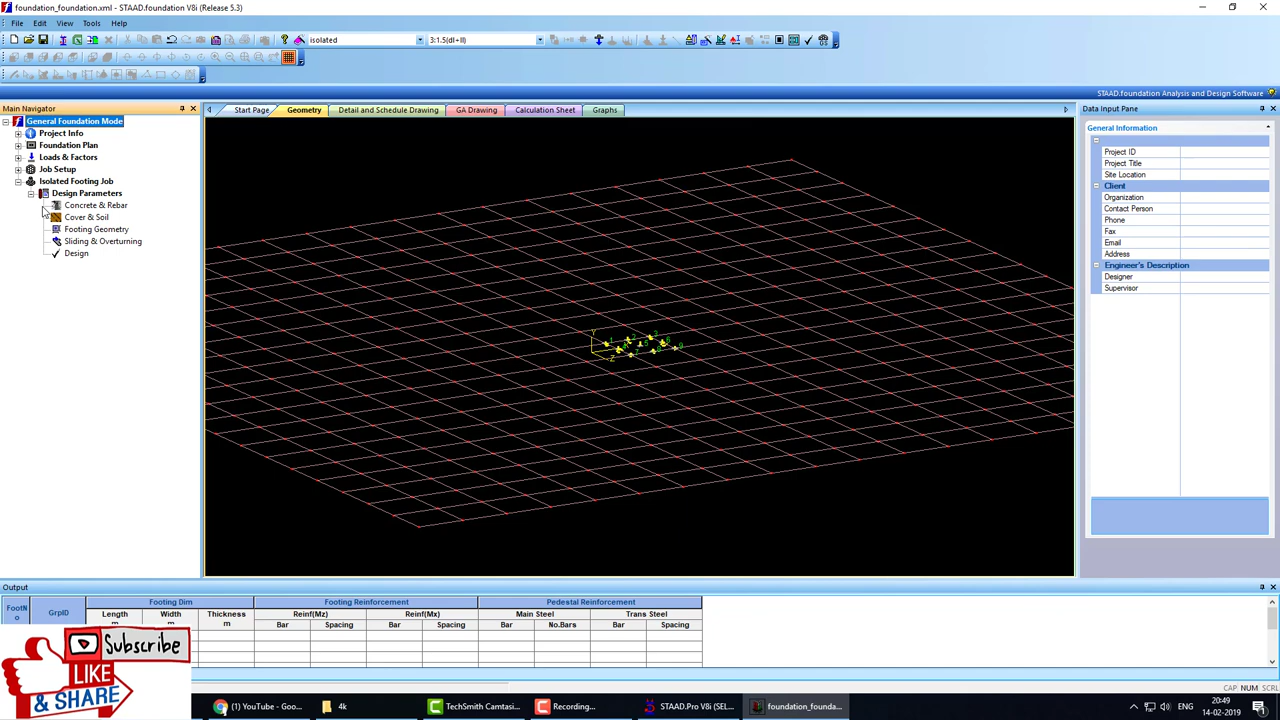 foundation_foundation.xml - STAAD.foundation V8i (Release 5.3)
File Edit View Tools Help
isolated 3:1.5(dl+ll)
Main Navigator
Start Page Geometry Detail and Schedule Drawing GA Drawing Calculation Sheet Graphs
STAAD.foundation Analysis and Design Software
Data Input Pane
General Foundation Mode
Project Info
Foundation Plan
Loads & Factors
Job Setup
Isolated Footing Job
Design Parameters
Concrete & Rebar
Cover & Soil
Footing Geometry
Sliding & Overturning
Design
General Information
Project ID
Project Title
Site Location
Client
Organization
Contact Person
Phone
Fax
Email
Address
Engineer's Description
Designer
Supervisor
Output
FootN
o
GrpID
Footing Dim Footing Reinforcement Pedestal Reinforcement
Length
m
Width
m
Thickness
m
Reinf(Mz) Reinf(Mx) Main Steel Trans Steel
Bar Spacing Bar Spacing Bar No.Bars Bar Spacing
Subscribe
LIKE
& SHARE
CAP NUM SCRL
(1) YouTube - Goo...
4k
TechSmith Camtasi...
Recording...
STAAD.Pro V8i (SEL...
foundation_founda...
ENG
20:49
14-02-2019